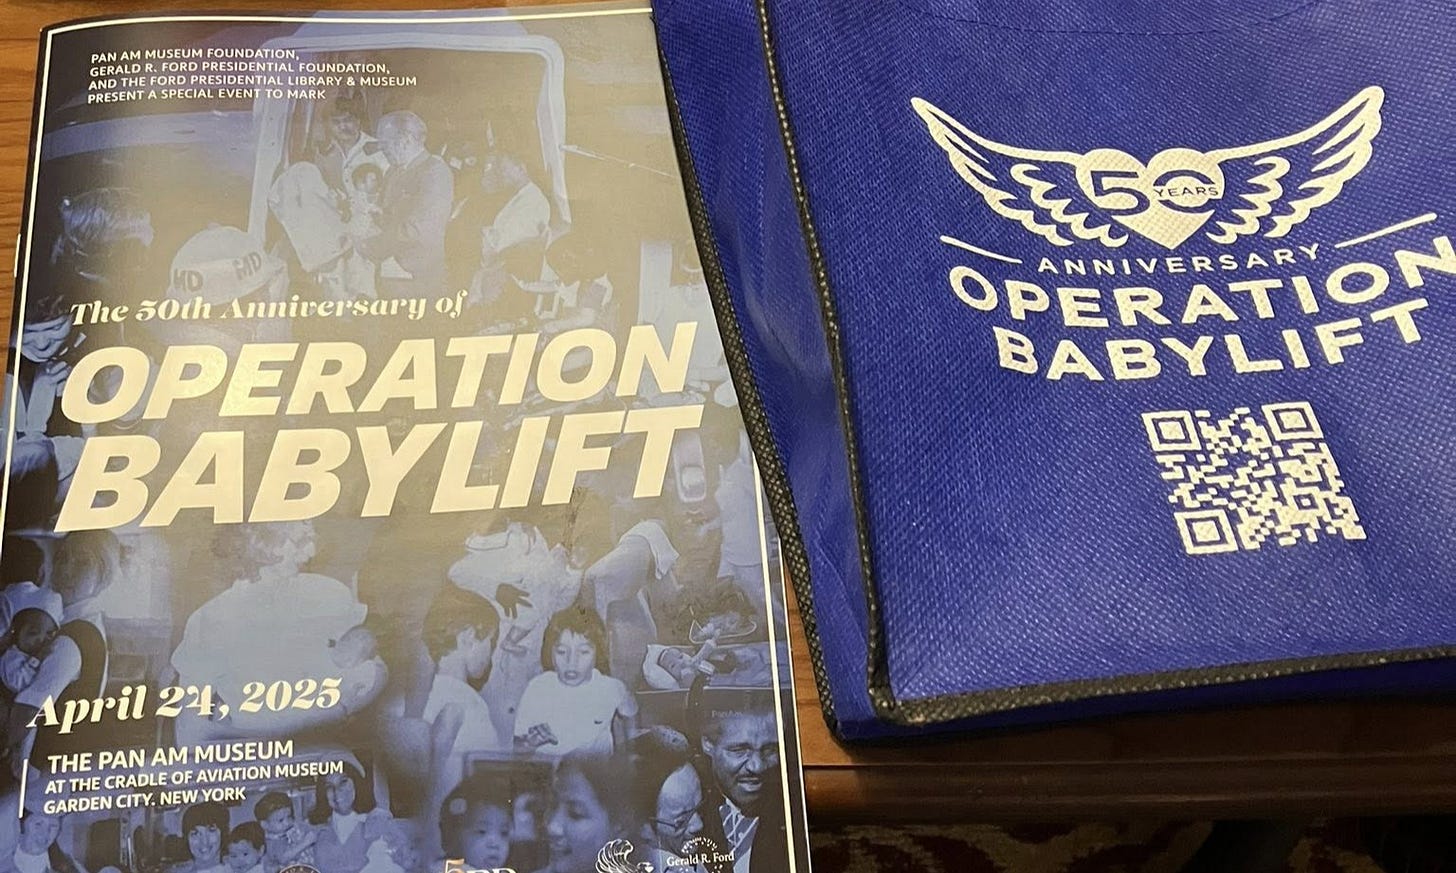 PAN AM MUSEUM FOUNDATION,
GERALD R. FORD PRESIDENTIAL FOUNDATION,
AND THE FORD PRESIDENTIAL LIBRARY & MUSEUM
PRESENT A SPECIAL EVENT TO MARK
MD MD
The 50th Anniversary of
OPERATION
BABYLIFT
April 24, 2025
THE PAN AM MUSEUM
AT THE CRADLE OF AVIATION MUSEUM
GARDEN CITY, NEW YORK
PanAm
Gerald R. Ford
50
YEARS
ANNIVERSARY
OPERATION
BABYLIFT